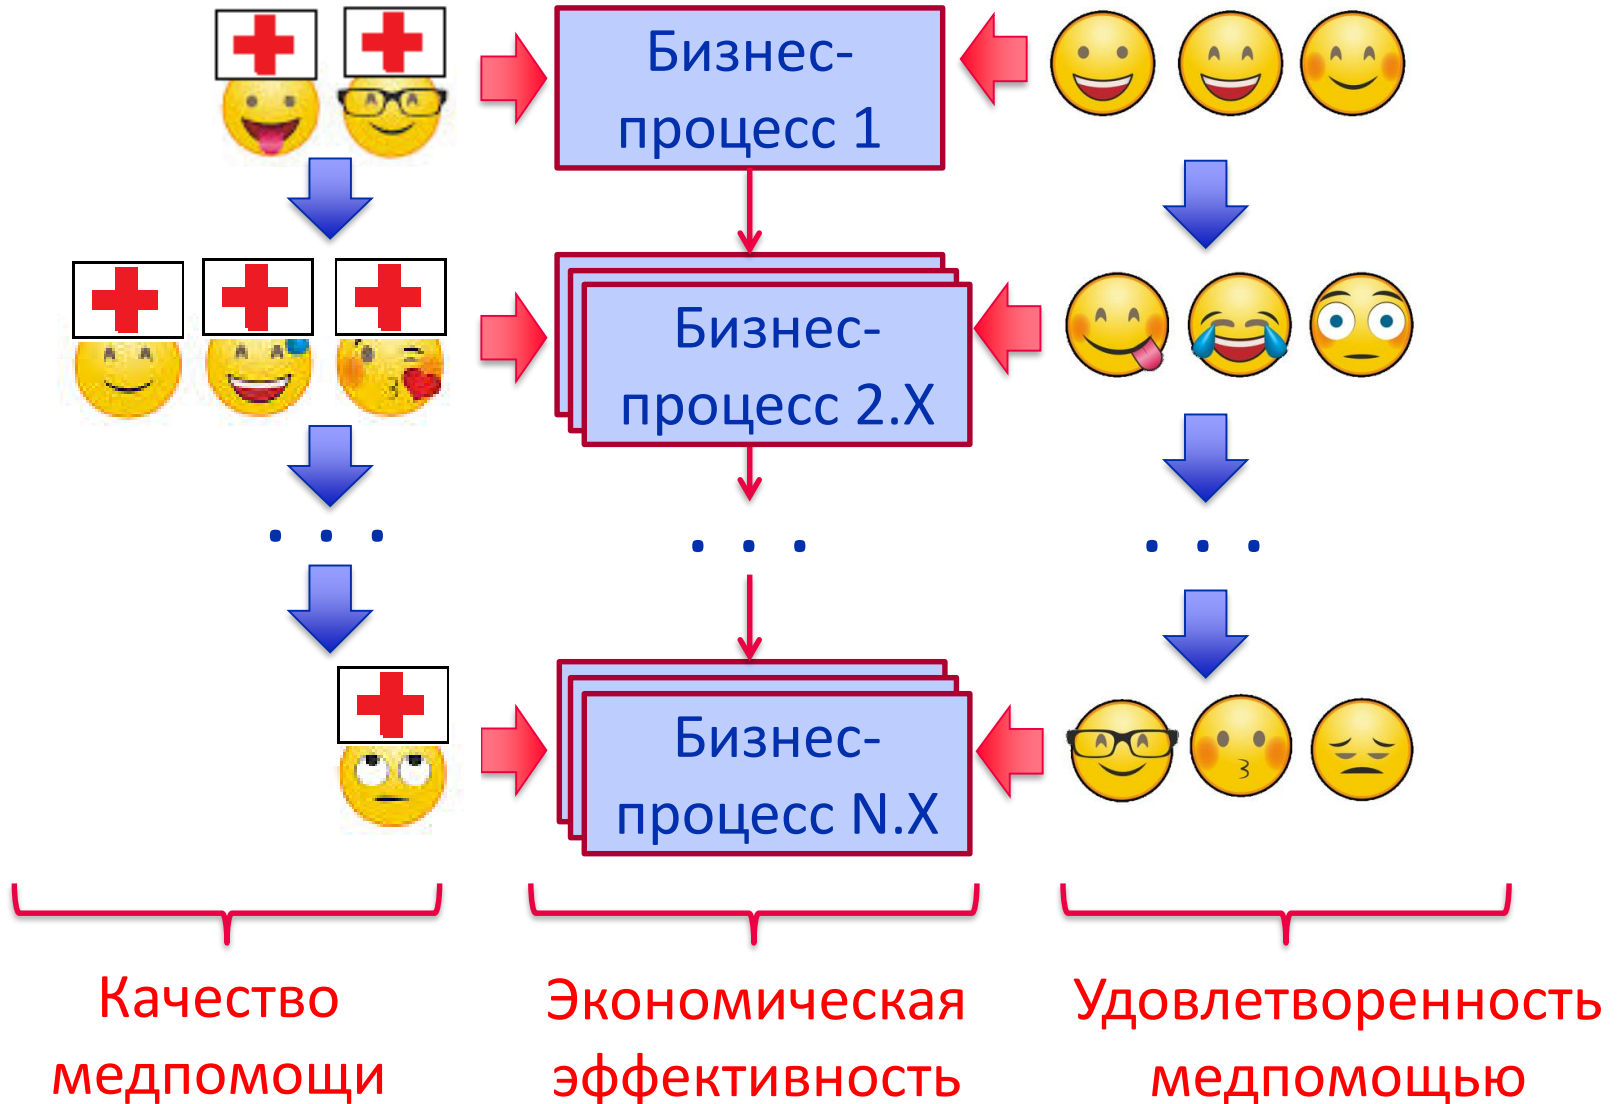 Бизнес-
процесс 1
Бизнес-
процесс 2.X
. . .
. . .
. . .
Бизнес-
процесс N.X
Качество
медпомощи
Экономическая
эффективность
Удовлетворенность
медпомощью